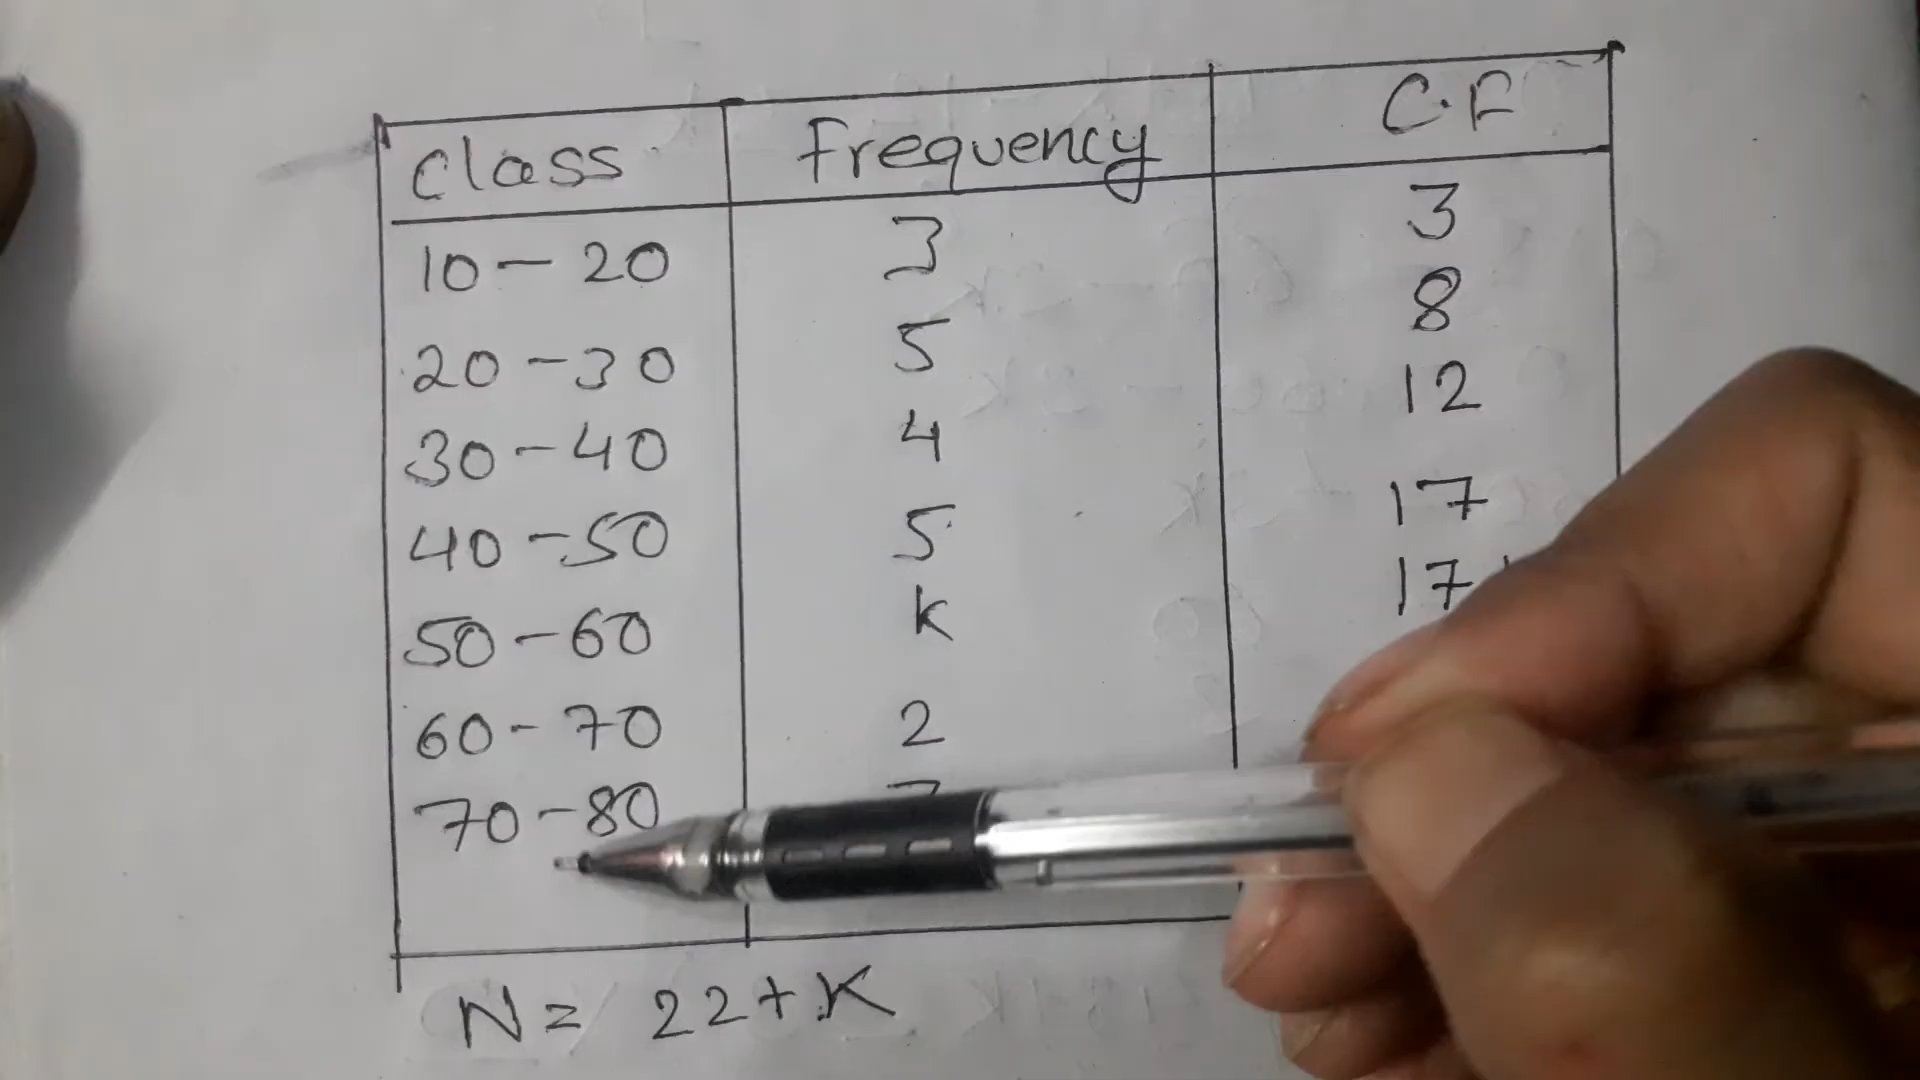 Class Frequency C.F
10 - 20 3 3
20 - 30 5 8
30 - 40 4 12
40 - 50 5 17
50 - 60 k 17
60 - 70 2
70 - 80
N = 22 + K